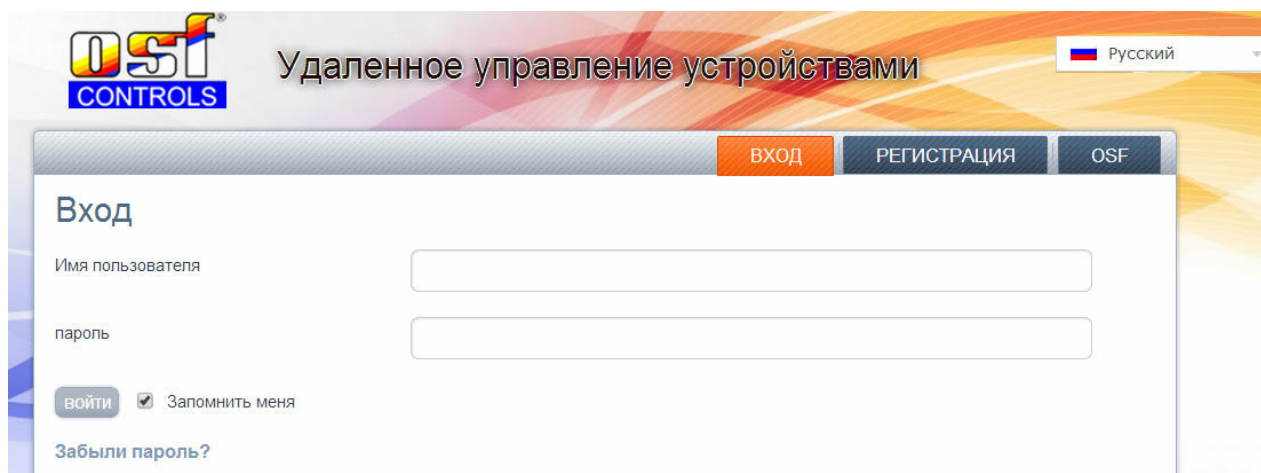 osf®
CONTROLS
Удаленное управление устройствами
Русский
ВХОД РЕГИСТРАЦИЯ OSF
Вход
Имя пользователя
пароль
ВОЙТИ Запомнить меня
Забыли пароль?